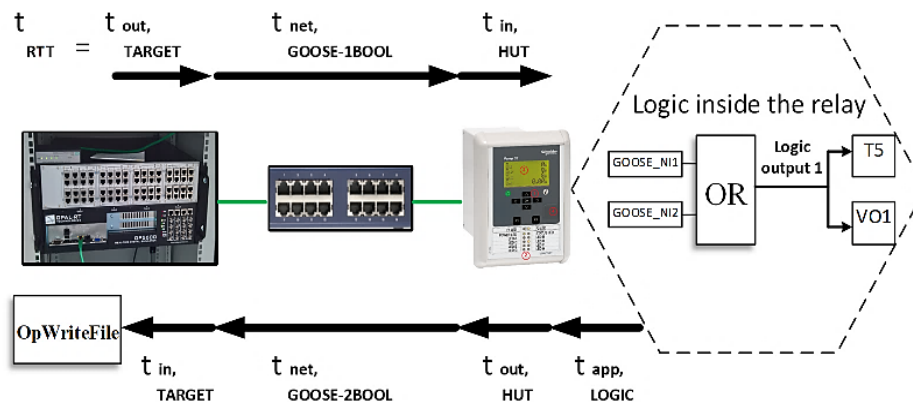 t RTT = t out, TARGET t net, GOOSE-1BOOL t in, HUT
Logic inside the relay
GOOSE_NI1
GOOSE_NI2
OR
Logic output 1
T5
VO1
OpWriteFile
t in, TARGET t net, GOOSE-2BOOL t out, HUT t app, LOGIC